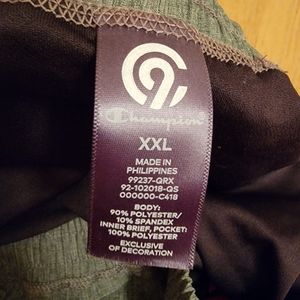 C9
Champion
XXL
MADE IN
PHILIPPINES
99237-QRX
92-102018-QS
000000-C418
BODY:
90% POLYESTER/
10% SPANDEX
INNER BRIEF, POCKET:
100% POLYESTER
EXCLUSIVE
OF DECORATION